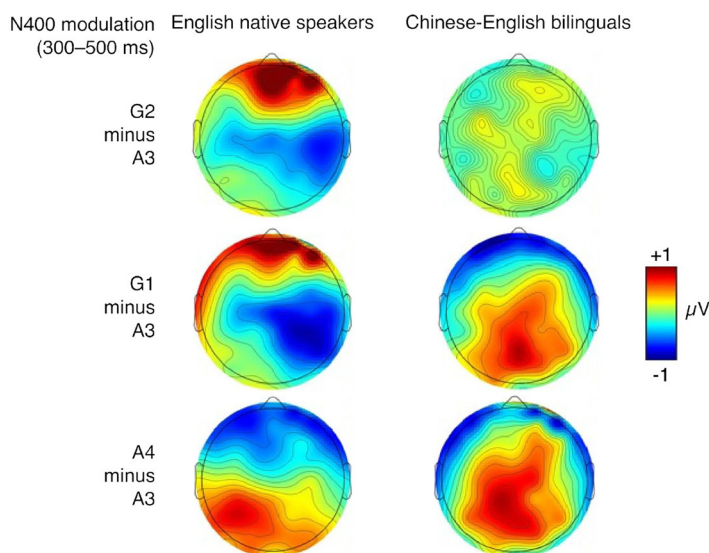 N400 modulation
(300–500 ms)
English native speakers
Chinese-English bilinguals
G2
minus
A3
G1
minus
A3
A4
minus
A3
+1
µV
-1